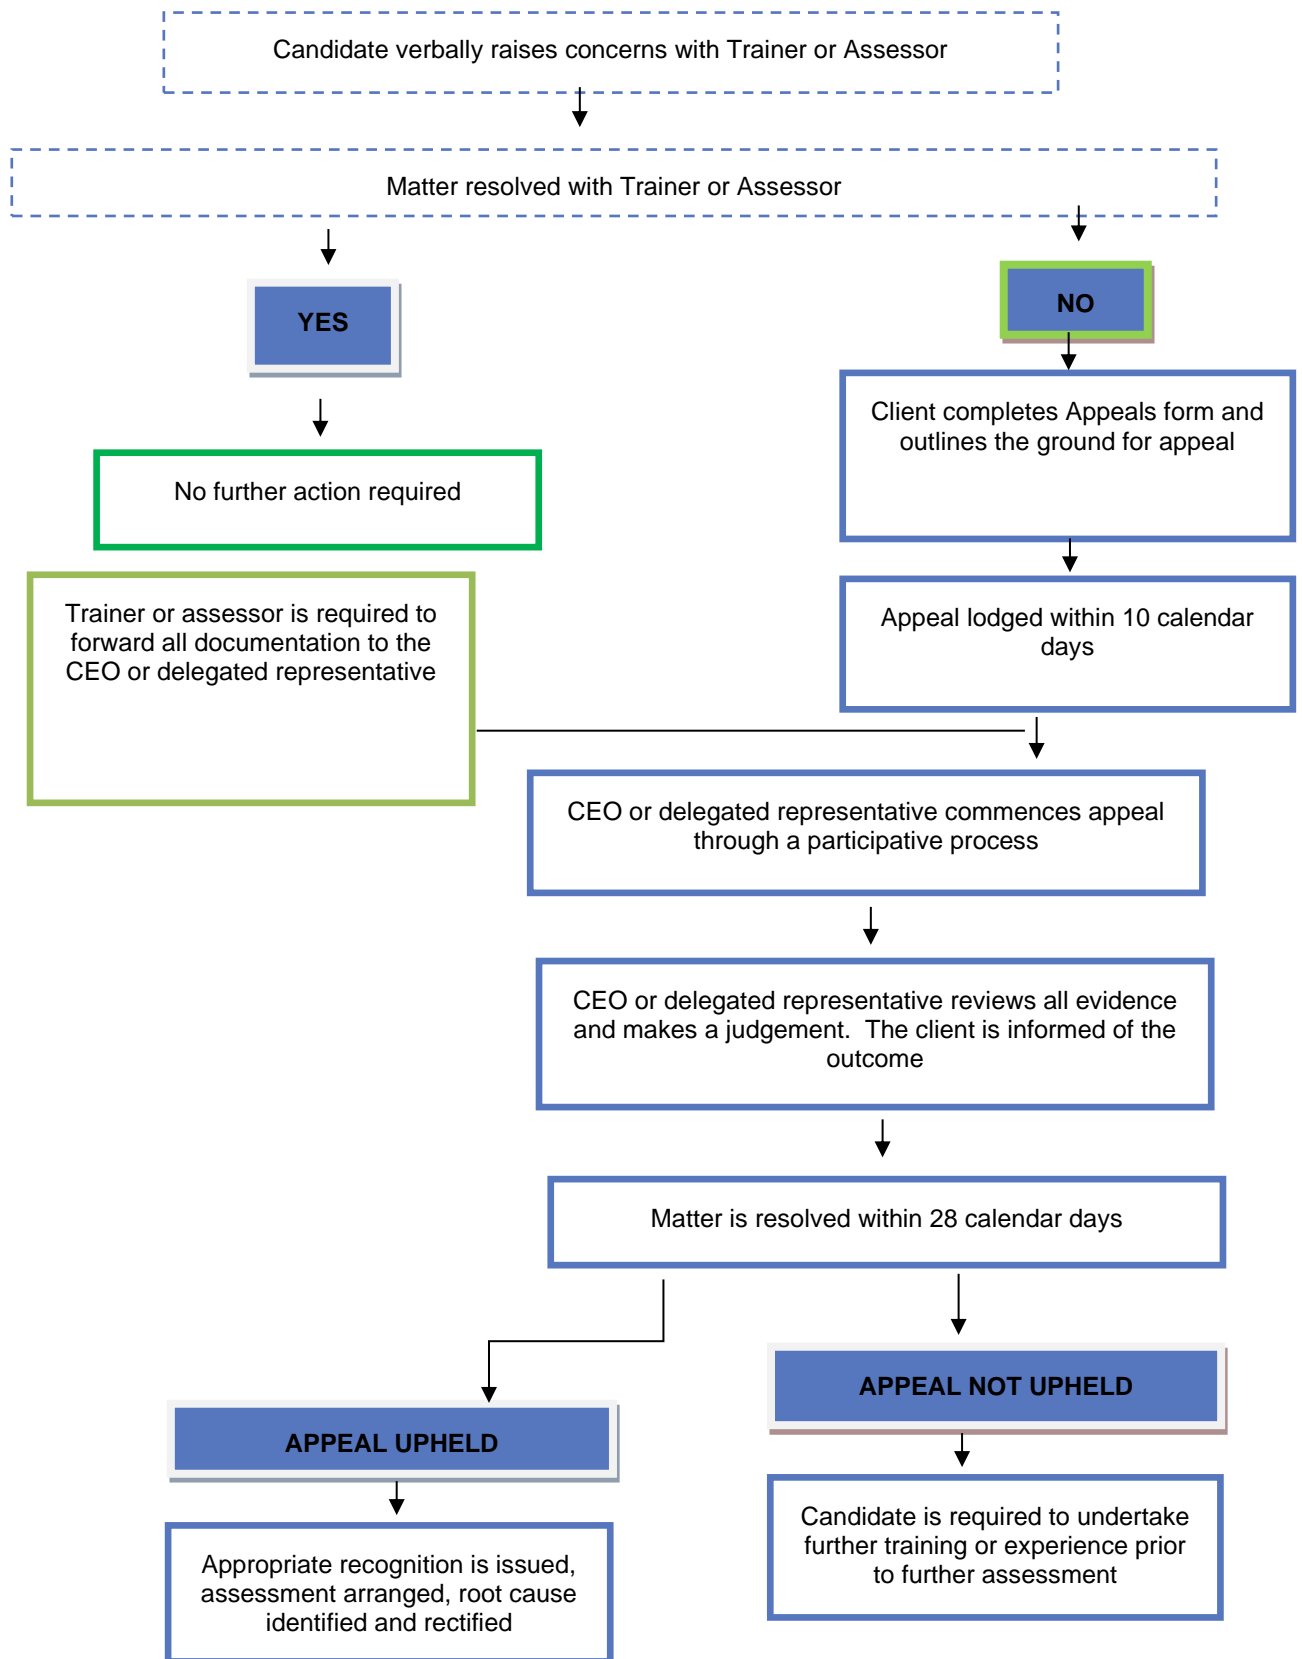 Candidate verbally raises concerns with Trainer or Assessor
Matter resolved with Trainer or Assessor
YES
NO
Client completes Appeals form and
outlines the ground for appeal
No further action required
Trainer or assessor is required to
forward all documentation to the
CEO or delegated representative
Appeal lodged within 10 calendar
days
CEO or delegated representative commences appeal
through a participative process
CEO or delegated representative reviews all evidence
and makes a judgement.  The client is informed of the
outcome
Matter is resolved within 28 calendar days
APPEAL NOT UPHELD
APPEAL UPHELD
Candidate is required to undertake
further training or experience prior
to further assessment
Appropriate recognition is issued,
assessment arranged, root cause
identified and rectified